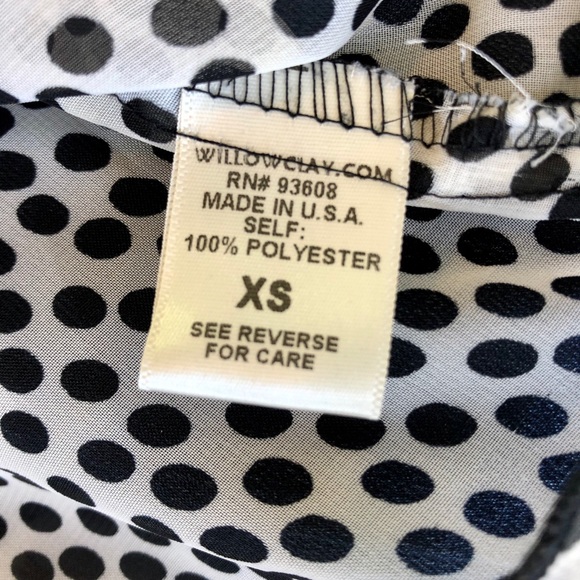 WILLOWCLAY.COM
RN# 93608
MADE IN U.S.A.
SELF:
100% POLYESTER
XS
SEE REVERSE
FOR CARE